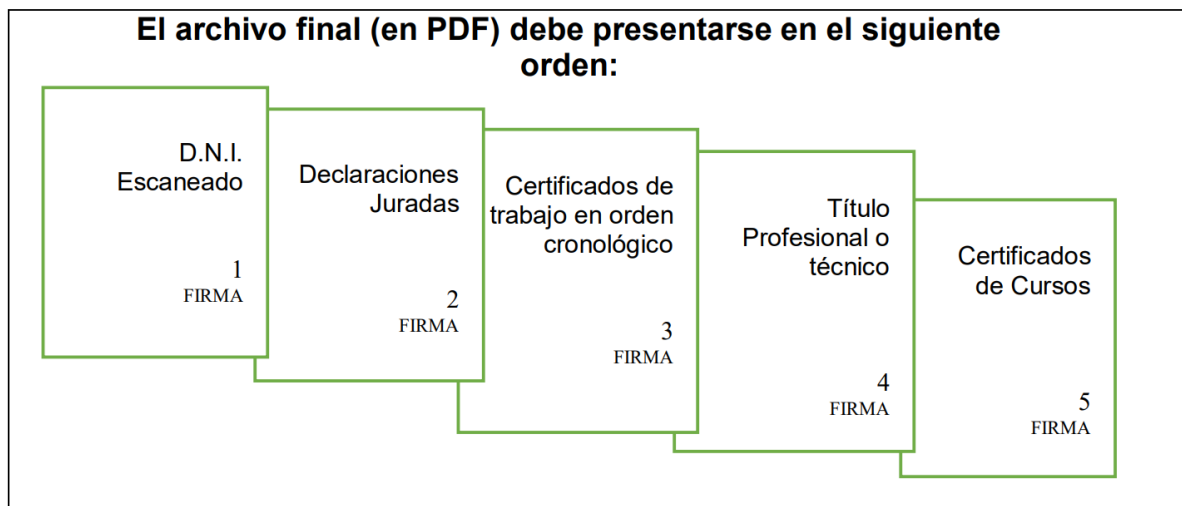 El archivo final (en PDF) debe presentarse en el siguiente
orden:
D.N.I.
Escaneado
1
FIRMA
Declaraciones
Juradas
2
FIRMA
Certificados de
trabajo en orden
cronológico
3
FIRMA
Título
Profesional o
técnico
4
FIRMA
Certificados
de Cursos
5
FIRMA